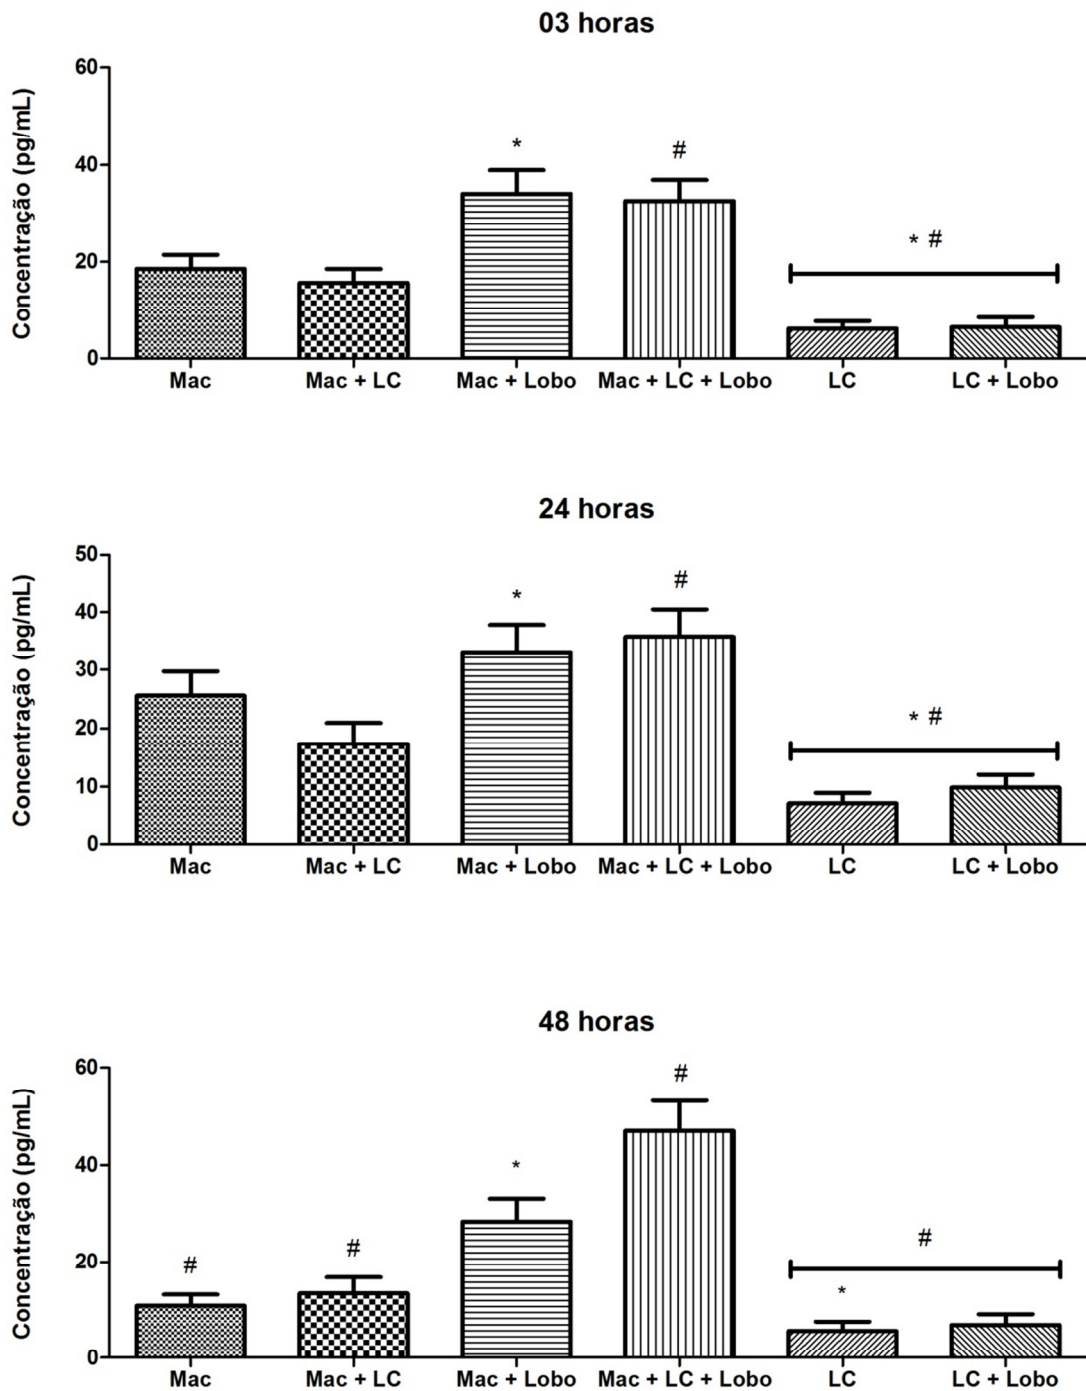 03 horas
Concentração (pg/mL)
60
40
20
0
*
#
* #
Mac
Mac + LC
Mac + Lobo
Mac + LC + Lobo
LC
LC + Lobo
24 horas
Concentração (pg/mL)
50
40
30
20
10
0
*
#
* #
Mac
Mac + LC
Mac + Lobo
Mac + LC + Lobo
LC
LC + Lobo
48 horas
Concentração (pg/mL)
60
40
20
0
#
#
*
#
#
*
Mac
Mac + LC
Mac + Lobo
Mac + LC + Lobo
LC
LC + Lobo